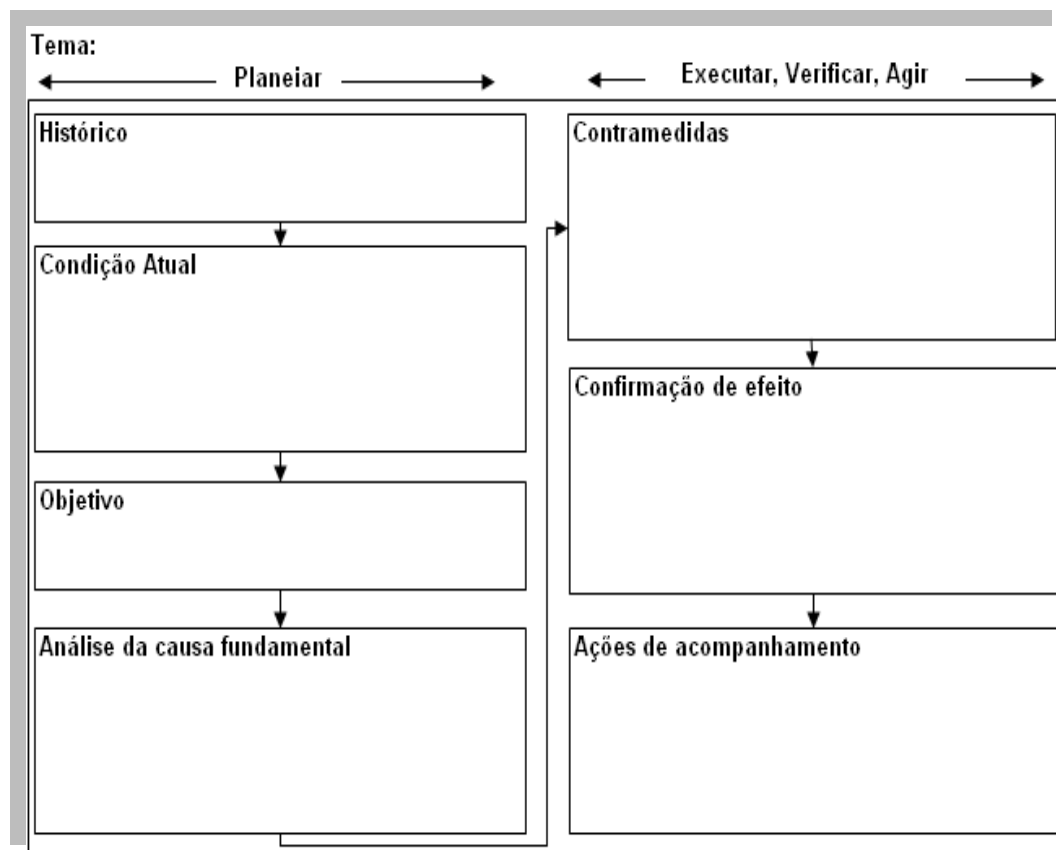 Tema:
Planeiar
Executar, Verificar, Agir
Histórico
Condição Atual
Objetivo
Análise da causa fundamental
Contramedidas
Confirmação de efeito
Ações de acompanhamento